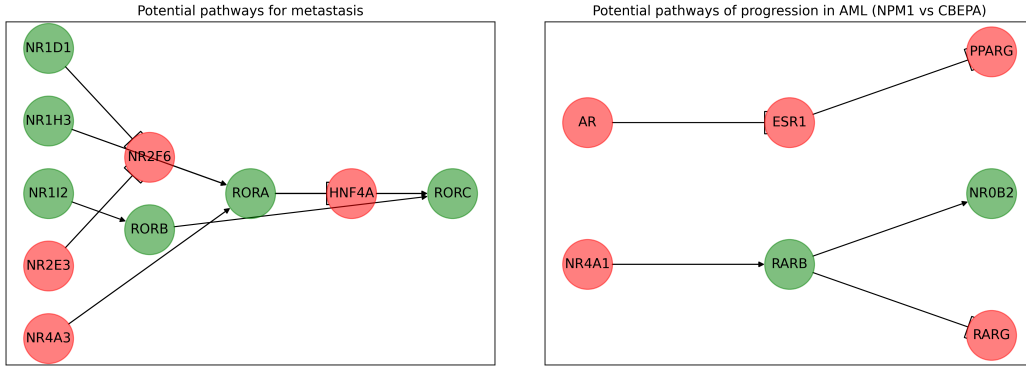 Potential pathways for metastasis
NR1D1
NR1H3
NR2F6
NR1I2
RORA
HNF4A
RORC
RORB
NR2E3
NR4A3
Potential pathways of progression in AML (NPM1 vs CBEPA)
PPARG
AR
ESR1
NR0B2
NR4A1
RARB
RARG